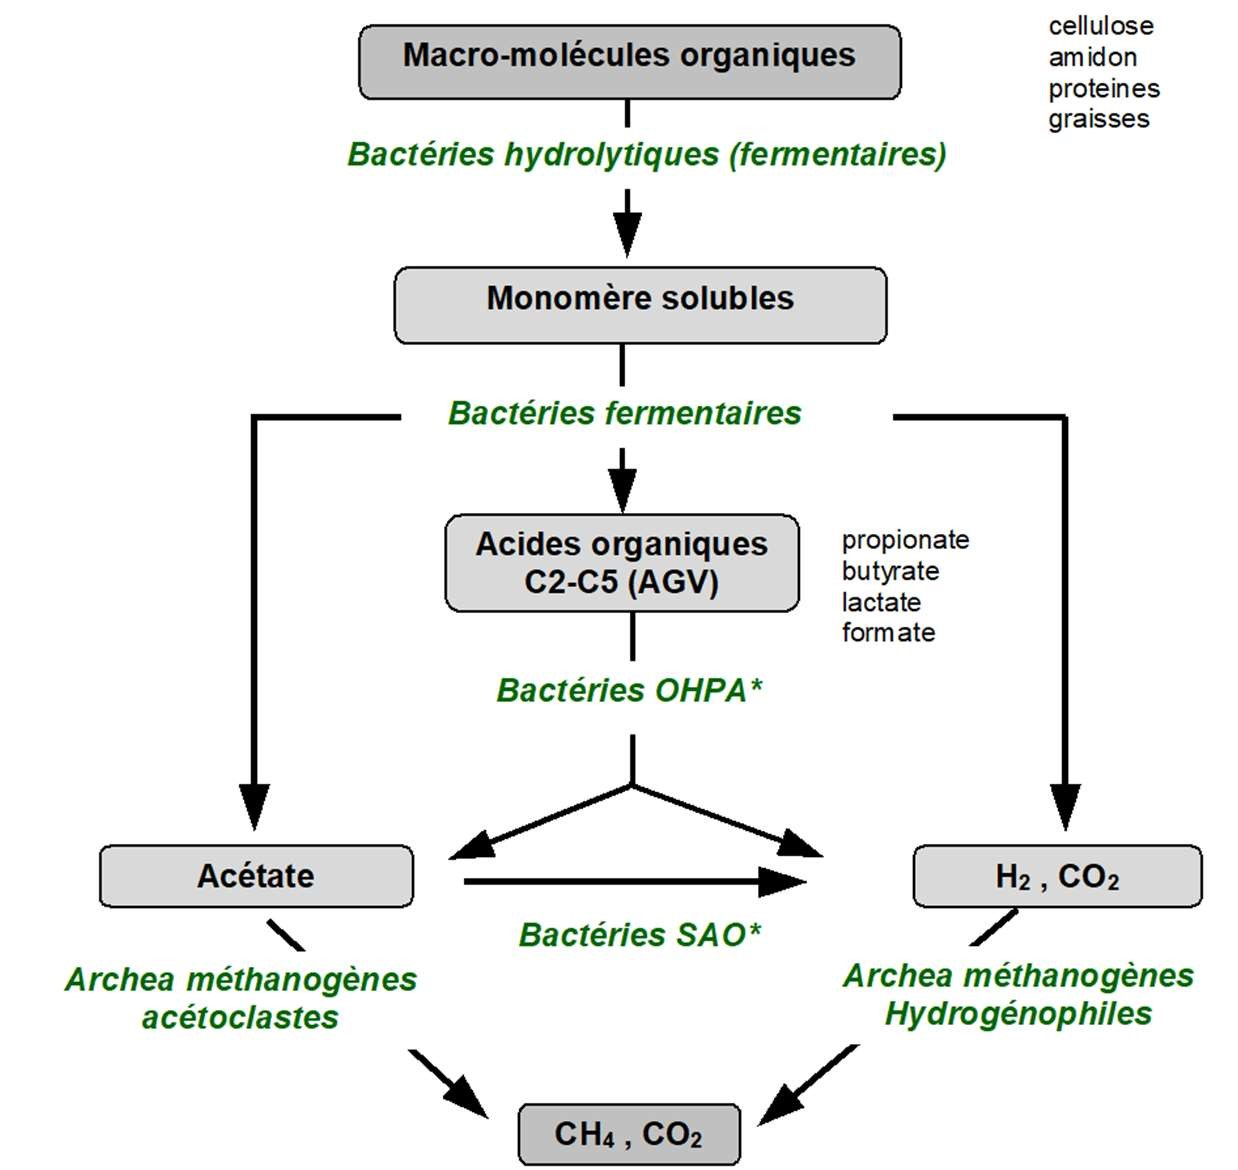 Macro-molécules organiques
cellulose
amidon
proteines
graisses
Bactéries hydrolytiques (fermentaires)
Monomère solubles
Bactéries fermentaires
Acides organiques
C2-C5 (AGV)
propionate
butyrate
lactate
formate
Bactéries OHPA*
Acétate
H₂ , CO₂
Bactéries SAO*
Archea méthanogènes
acétoclastes
Archea méthanogènes
Hydrogénophiles
CH₄ , CO₂